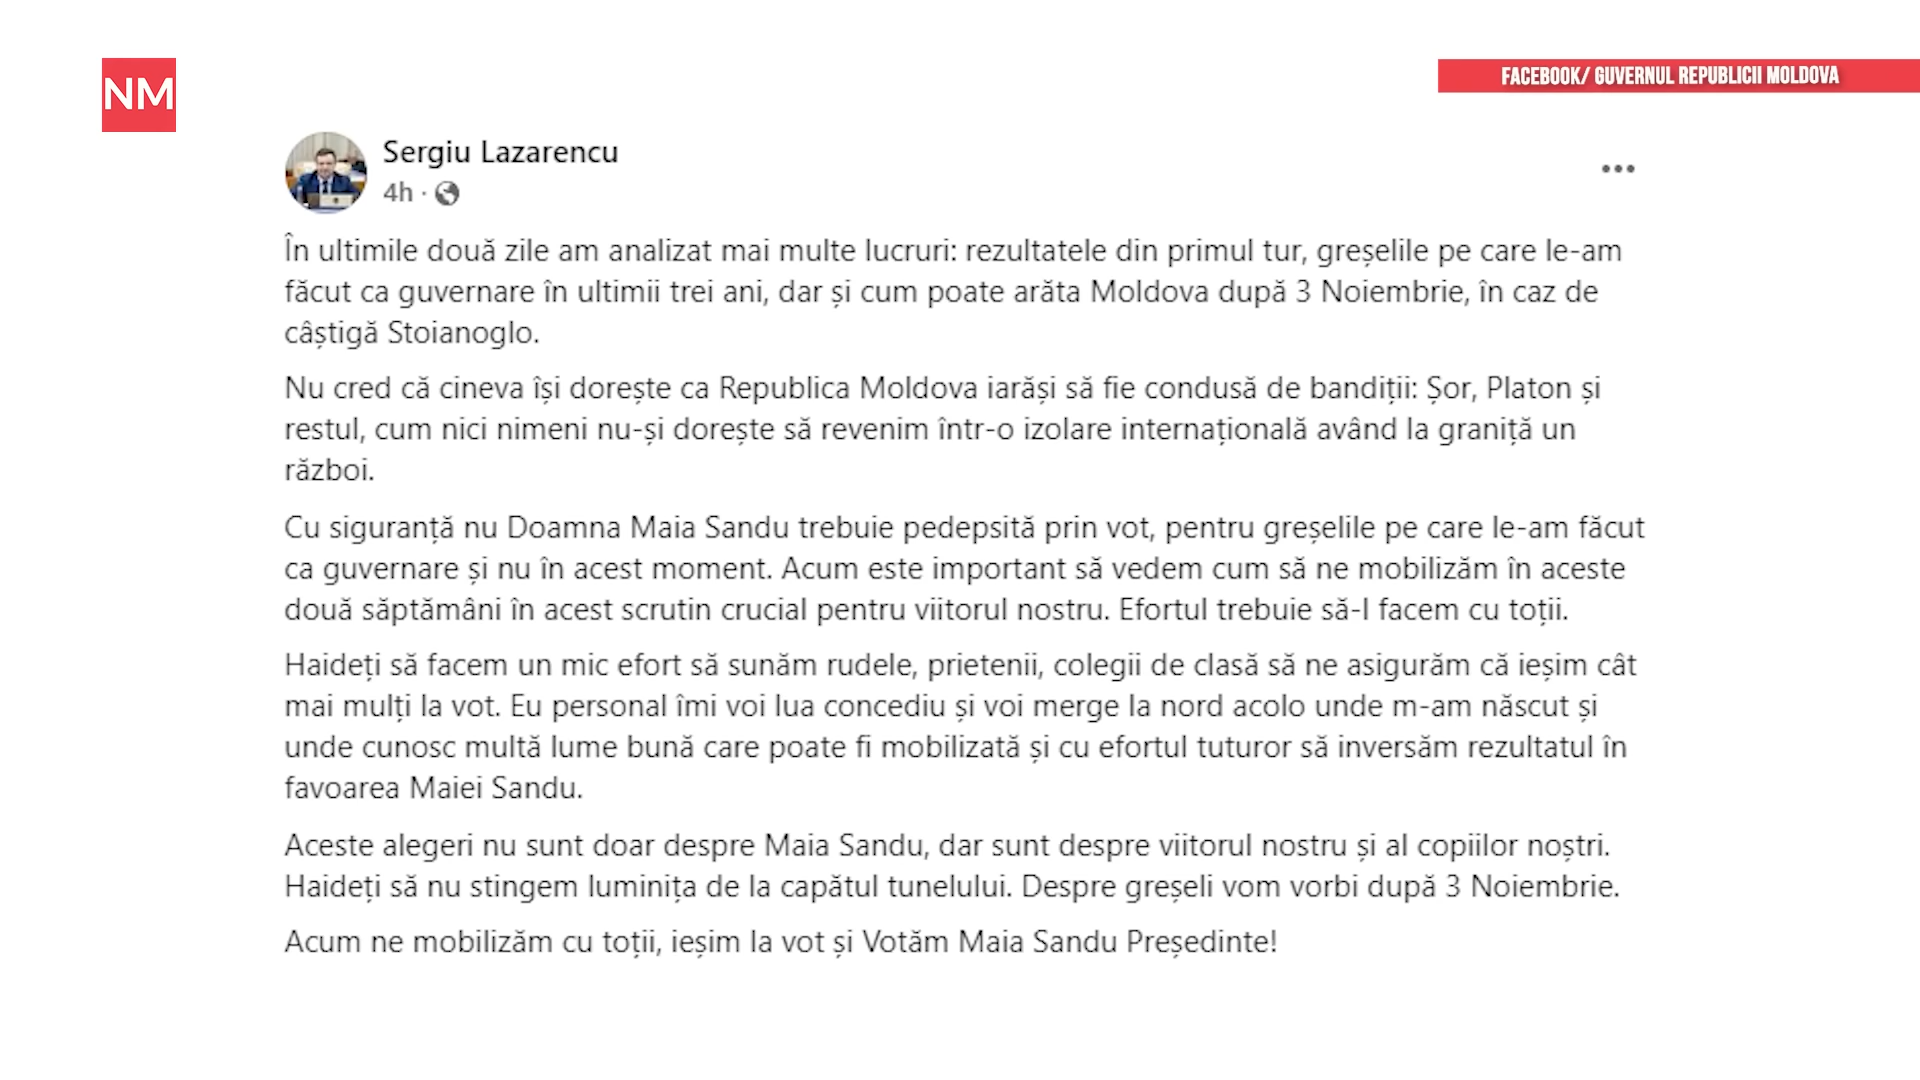 NM
FACEBOOK/ GUVERNUL REPUBLICII MOLDOVA
Sergiu Lazarencu
4h ·
În ultimile două zile am analizat mai multe lucruri: rezultatele din primul tur, greșelile pe care le-am
făcut ca guvernare în ultimii trei ani, dar și cum poate arăta Moldova după 3 Noiembrie, în caz de
câștigă Stoianoglo.
Nu cred că cineva își dorește ca Republica Moldova iarăși să fie condusă de bandiții: Șor, Platon și
restul, cum nici nimeni nu-și dorește să revenim într-o izolare internațională având la graniță un
război.
Cu siguranță nu Doamna Maia Sandu trebuie pedepsită prin vot, pentru greșelile pe care le-am făcut
ca guvernare și nu în acest moment. Acum este important să vedem cum să ne mobilizăm în aceste
două săptămâni în acest scrutin crucial pentru viitorul nostru. Efortul trebuie să-l facem cu toții.
Haideți să facem un mic efort să sunăm rudele, prietenii, colegii de clasă să ne asigurăm că ieșim cât
mai mulți la vot. Eu personal îmi voi lua concediu și voi merge la nord acolo unde m-am născut și
unde cunosc multă lume bună care poate fi mobilizată și cu efortul tuturor să inversăm rezultatul în
favoarea Maiei Sandu.
Aceste alegeri nu sunt doar despre Maia Sandu, dar sunt despre viitorul nostru și al copiilor noștri.
Haideți să nu stingem luminița de la capătul tunelului. Despre greșeli vom vorbi după 3 Noiembrie.
Acum ne mobilizăm cu toții, ieșim la vot și Votăm Maia Sandu Președinte!